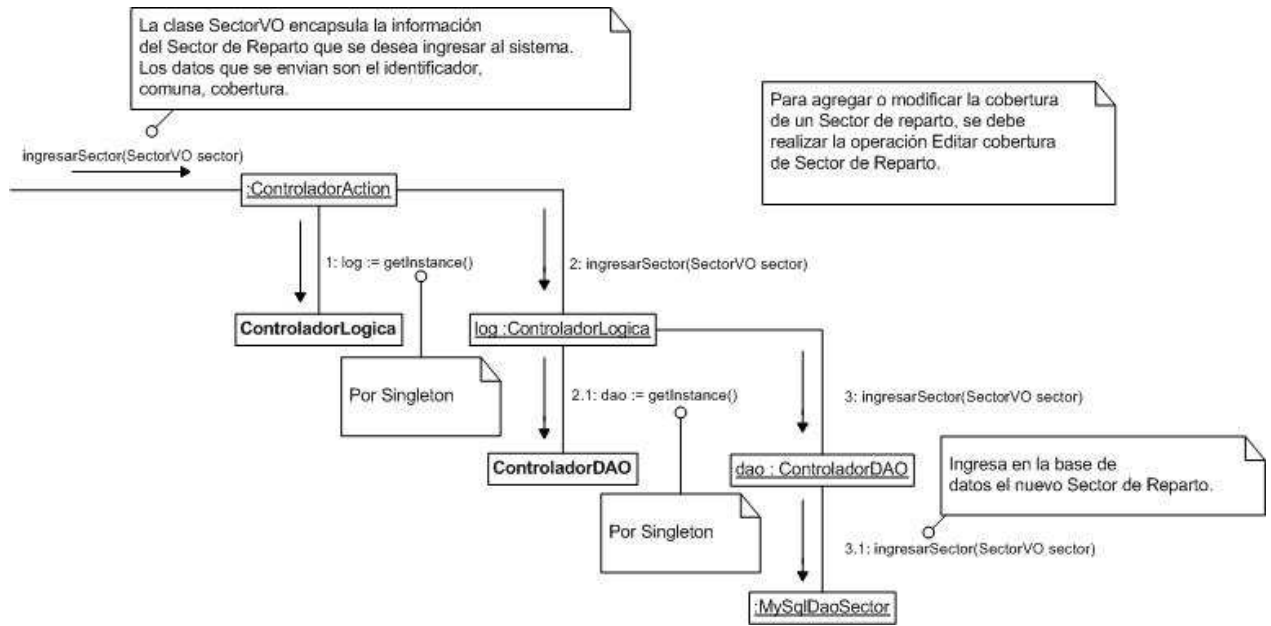 La clase SectorVO encapsula la información
del Sector de Reparto que se desea ingresar al sistema.
Los datos que se envian son el identificador,
comuna, cobertura.
Para agregar o modificar la cobertura
de un Sector de reparto, se debe
realizar la operación Editar cobertura
de Sector de Reparto.
ingresarSector(SectorVO sector)
:ControladorAction
1: log := getInstance()
2: ingresarSector(SectorVO sector)
ControladorLogica
log :ControladorLogica
Por Singleton
2.1: dao := getInstance()
3: ingresarSector(SectorVO sector)
ControladorDAO
dao : ControladorDAO
Ingresa en la base de
datos el nuevo Sector de Reparto.
Por Singleton
3.1: ingresarSector(SectorVO sector)
:MySqlDaoSector